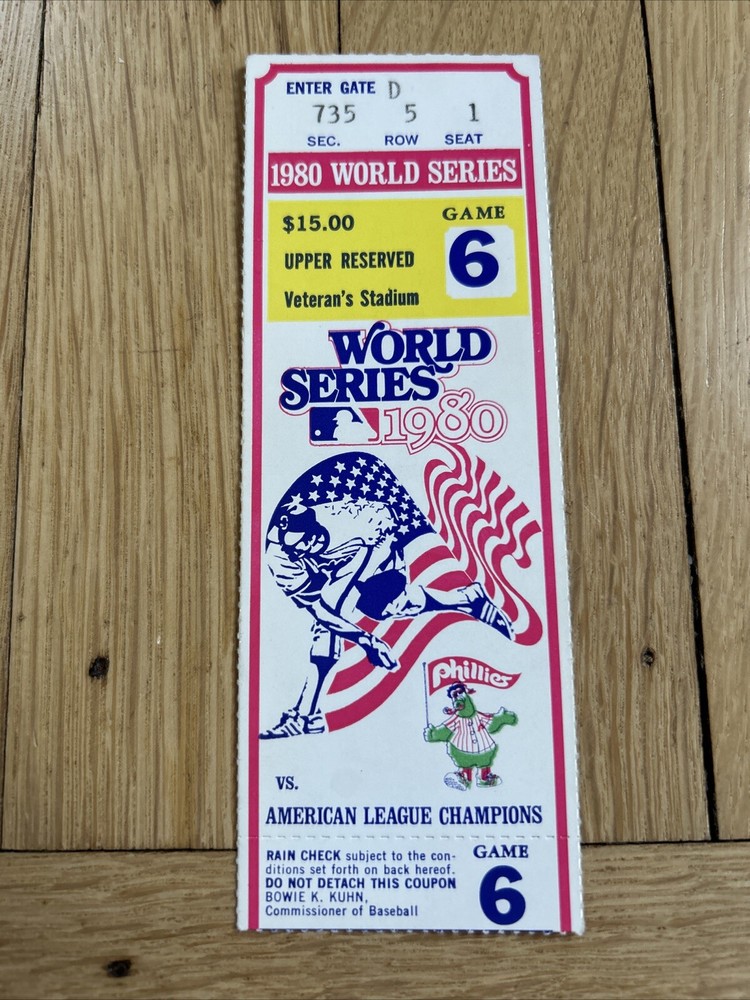 ENTER GATE D
735 5 1
SEC. ROW SEAT
1980 WORLD SERIES
$15.00
UPPER RESERVED
Veteran's Stadium
GAME
6
WORLD
SERIES
1980
Phillies
VS.
AMERICAN LEAGUE CHAMPIONS
RAIN CHECK subject to the con-
ditions set forth on back hereof.
DO NOT DETACH THIS COUPON
BOWIE K. KUHN,
Commissioner of Baseball
GAME
6